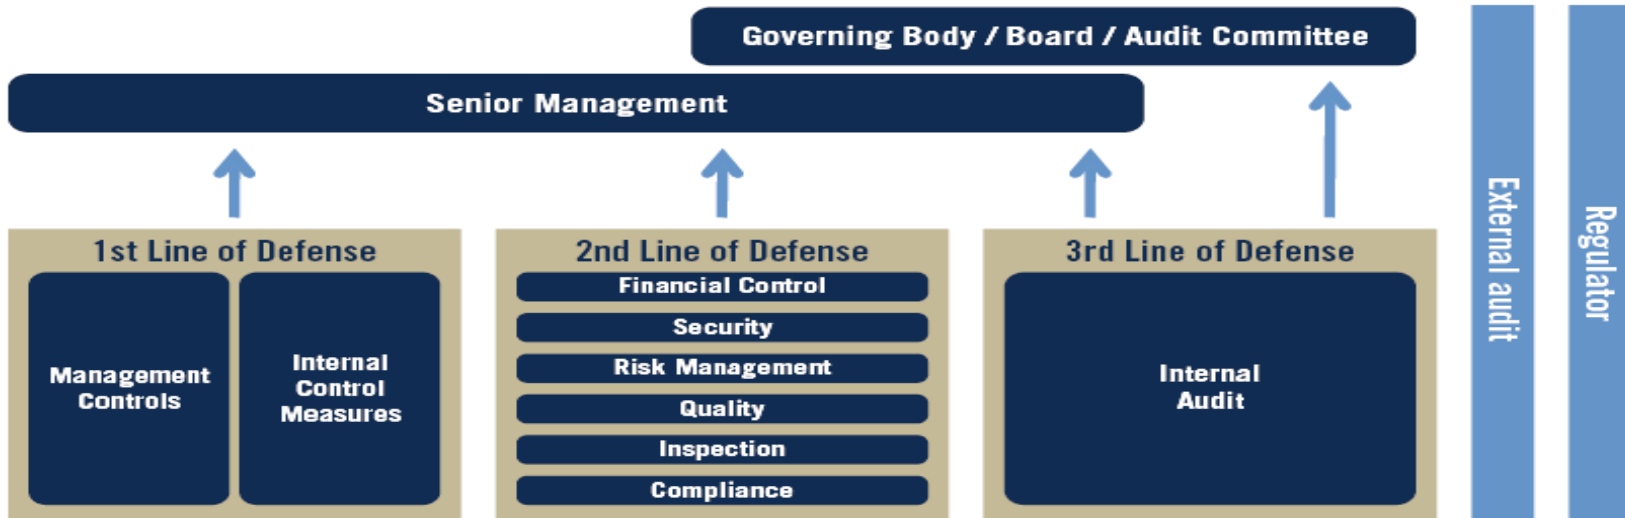 Governing Body / Board / Audit Committee
Senior Management
1st Line of Defense
Management
Controls
Internal
Control
Measures
2nd Line of Defense
Financial Control
Security
Risk Management
Quality
Inspection
Compliance
3rd Line of Defense
Internal
Audit
External audit
Regulator